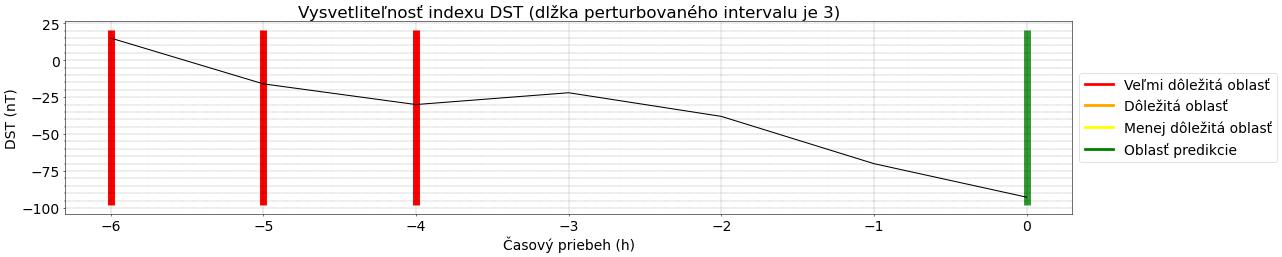 Vysvetliteľnosť indexu DST (dlžka perturbovaného intervalu je 3)
25
0
−25
−50
−75
−100
DST (nT)
−6 −5 −4 −3 −2 −1 0
Časový priebeh (h)
Veľmi dôležitá oblasť
Dôležitá oblasť
Menej dôležitá oblasť
Oblasť predikcie